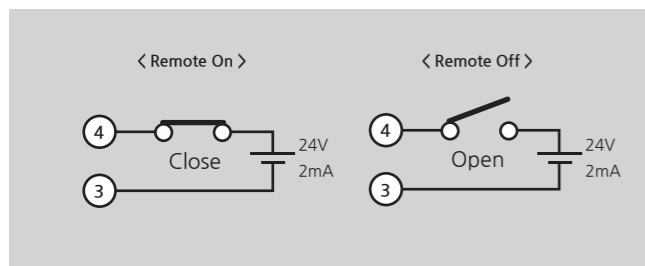 〈 Remote On 〉
4
Close
24V
2mA
3
〈 Remote Off 〉
4
Open
24V
2mA
3